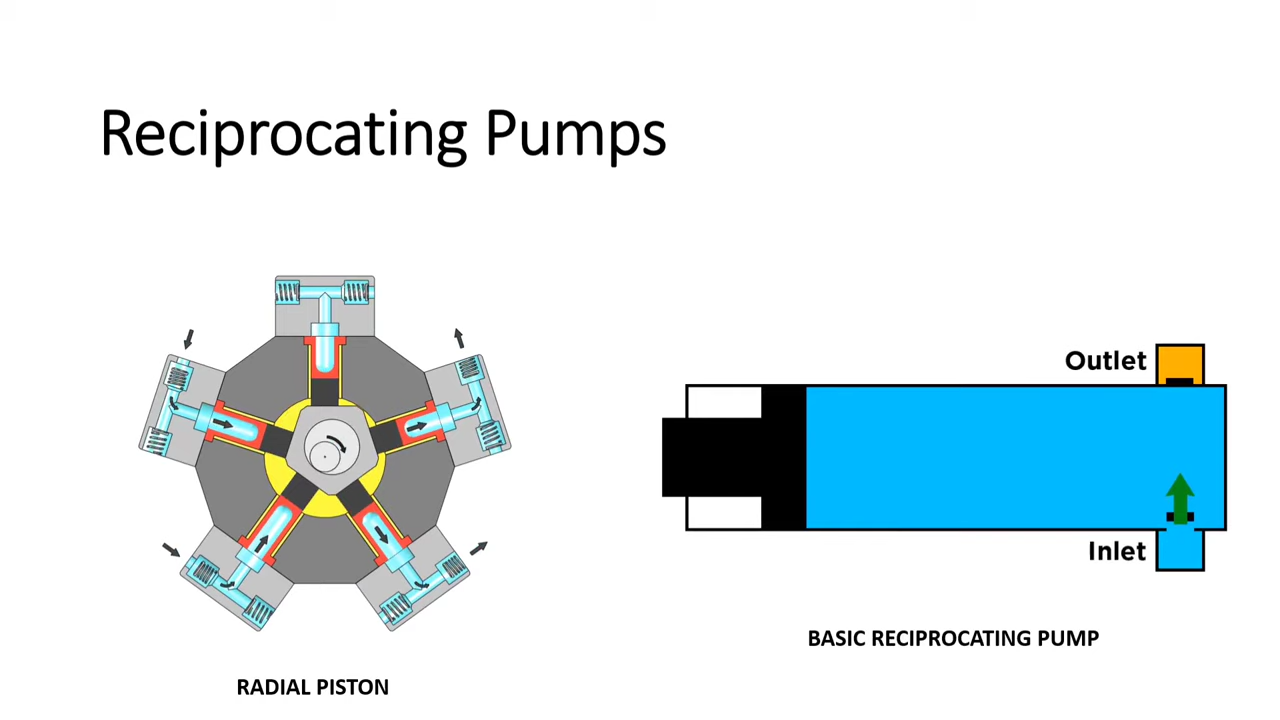 Reciprocating Pumps
Outlet
Inlet
BASIC RECIPROCATING PUMP
RADIAL PISTON